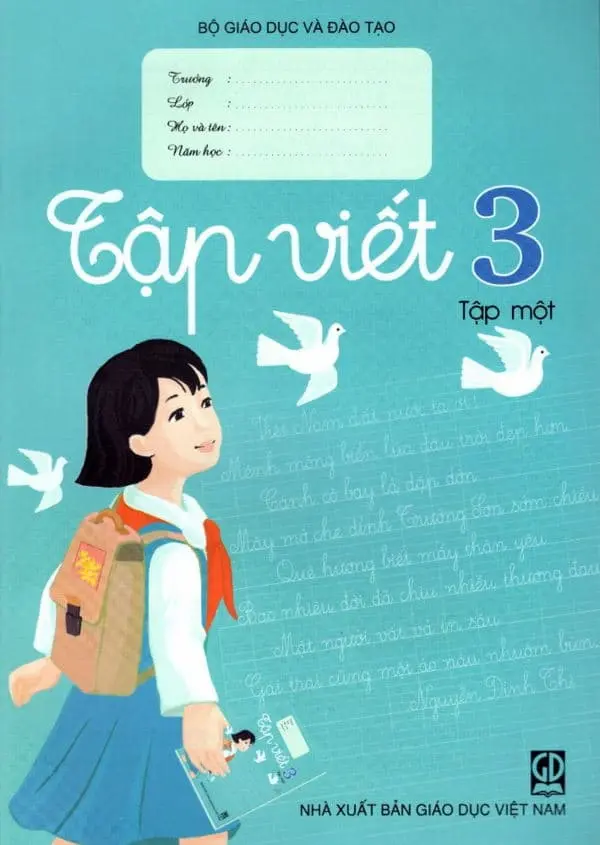 BỘ GIÁO DỤC VÀ ĐÀO TẠO
Trường : ............................
Lớp : ............................
Họ và tên : ............................
Năm học : ............................
Tập viết 3
Tập một
Việt Nam đất nước ta ơi!
Mênh mông biển lúa đâu trời đẹp hơn
Cánh cò bay lả dập dờn
Mây mờ che đỉnh Trường Sơn sớm chiều
Quê hương biết mấy thân yêu
Bao nhiêu đời đã chịu nhiều thương đau
Mặt người vất vả in sâu
Gái trai cũng một áo nâu nhuộm bùn.
Nguyễn Đình Thi
Tập viết 3
GD
NHÀ XUẤT BẢN GIÁO DỤC VIỆT NAM